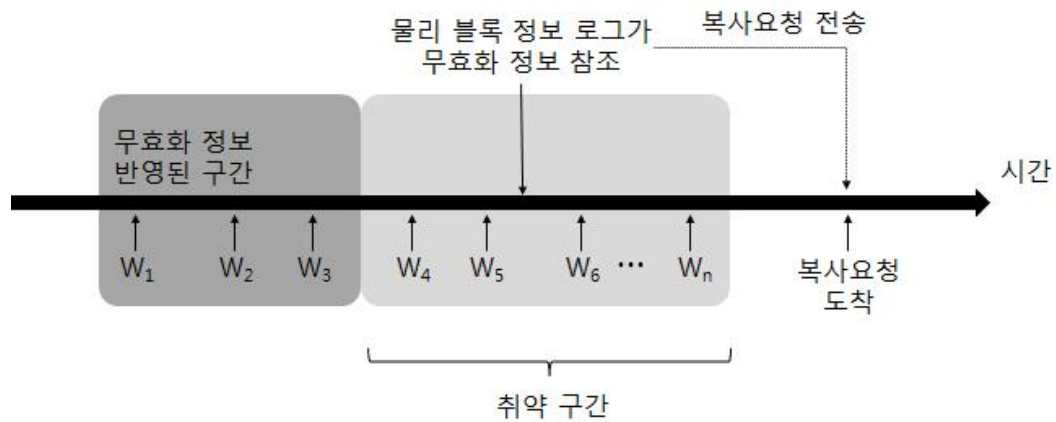 물리 블록 정보 로그가
무효화 정보 참조
복사요청 전송
무효화 정보
반영된 구간
시간
W₁ W₂ W₃ W₄ W₅ W₆ ··· Wₙ
복사요청
도착
취약 구간